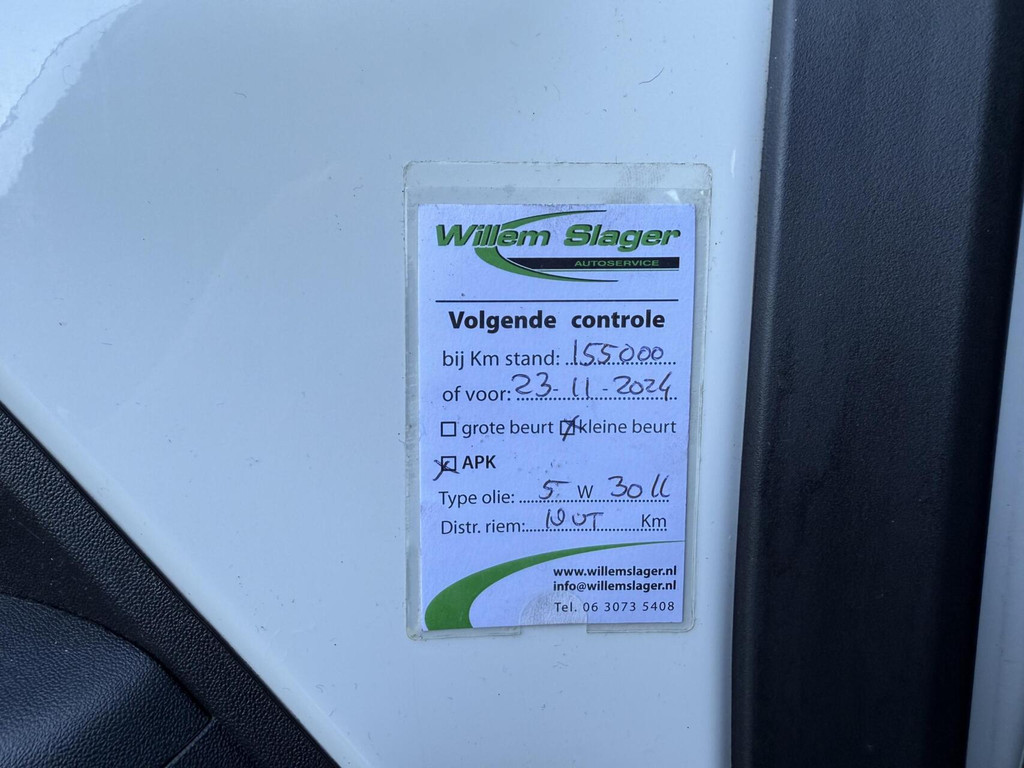 Willem Slager
AUTOSERVICE
Volgende controle
bij Km stand: 155000
of voor: 23-11-2024
grote beurt kleine beurt
APK
Type olie: 5 W 30 ll
Distr. riem: Km
www.willemslager.nl
info@willemslager.nl
Tel. 06 3073 5408